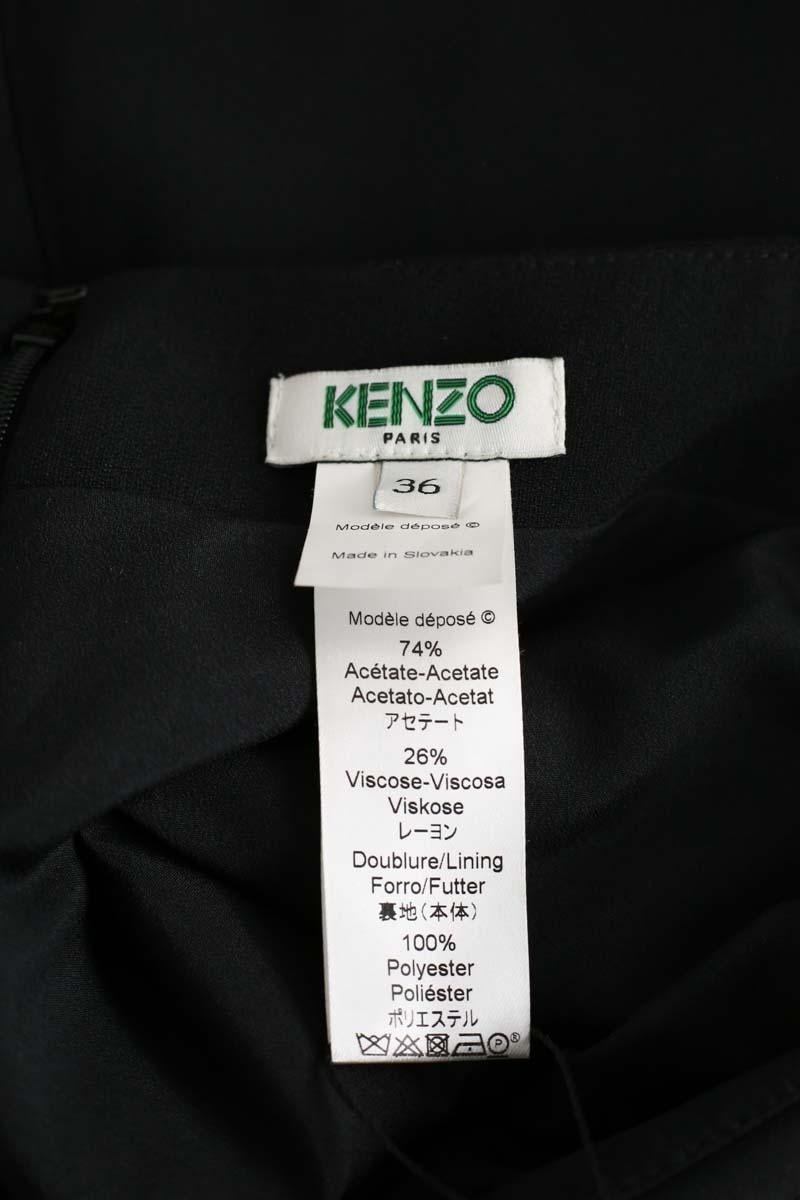 KENZO
PARIS
36
Modèle déposé ©
Made in Slovakia
Modèle déposé ©
74%
Acétate-Acetate
Acetato-Acetat
アセテート
26%
Viscose-Viscosa
Viskose
レーヨン
Doublure/Lining
Forro/Futter
裏地(本体)
100%
Polyester
Poliéster
ポリエステル
P®